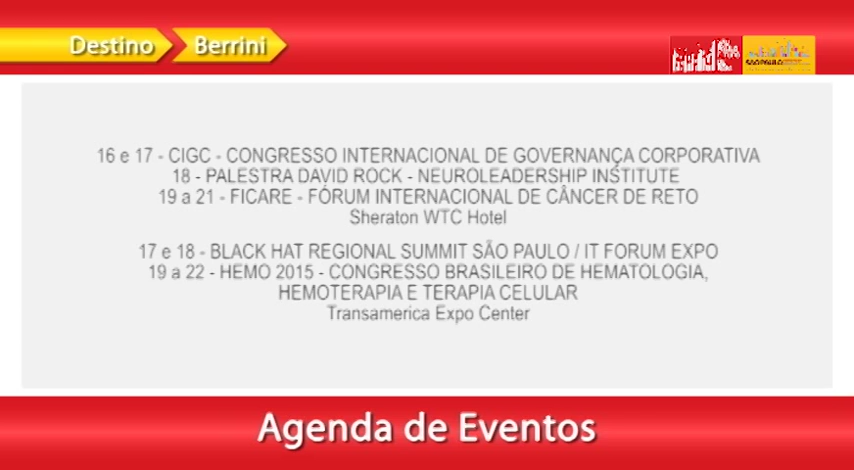 Destino Berrini
SÃO PAULO
16 e 17 - CIGC - CONGRESSO INTERNACIONAL DE GOVERNANÇA CORPORATIVA
18 - PALESTRA DAVID ROCK - NEUROLEADERSHIP INSTITUTE
19 a 21 - FICARE - FÓRUM INTERNACIONAL DE CÂNCER DE RETO
Sheraton WTC Hotel
17 e 18 - BLACK HAT REGIONAL SUMMIT SÃO PAULO / IT FORUM EXPO
19 a 22 - HEMO 2015 - CONGRESSO BRASILEIRO DE HEMATOLOGIA,
HEMOTERAPIA E TERAPIA CELULAR
Transamerica Expo Center
Agenda de Eventos